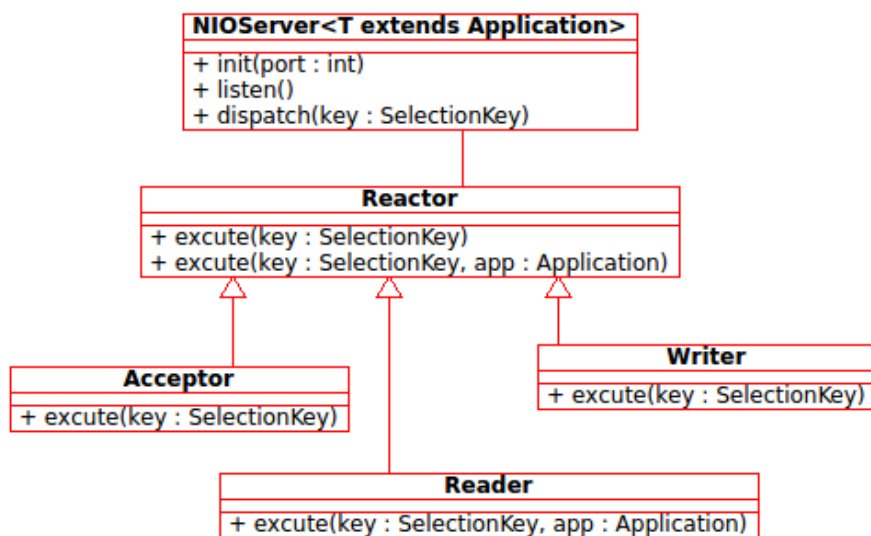 NIOServer<T extends Application>
+ init(port : int)
+ listen()
+ dispatch(key : SelectionKey)
Reactor
+ excute(key : SelectionKey)
+ excute(key : SelectionKey, app : Application)
Acceptor
+ excute(key : SelectionKey)
Writer
+ excute(key : SelectionKey)
Reader
+ excute(key : SelectionKey, app : Application)